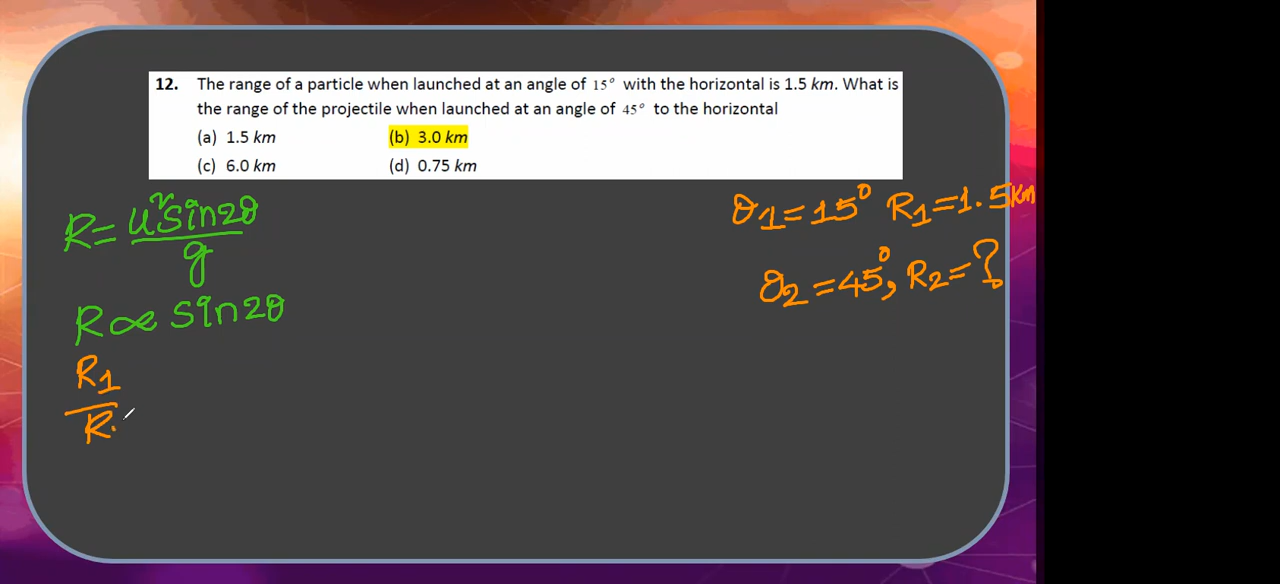 12. The range of a particle when launched at an angle of 15° with the horizontal is 1.5 km. What is
the range of the projectile when launched at an angle of 45° to the horizontal
(a) 1.5 km (b) 3.0 km
(c) 6.0 km (d) 0.75 km
θ1=15° R1=1.5km
θ2=45°, R2=?
R= u²sin2θ
g
R∝ sin2θ
R1
R